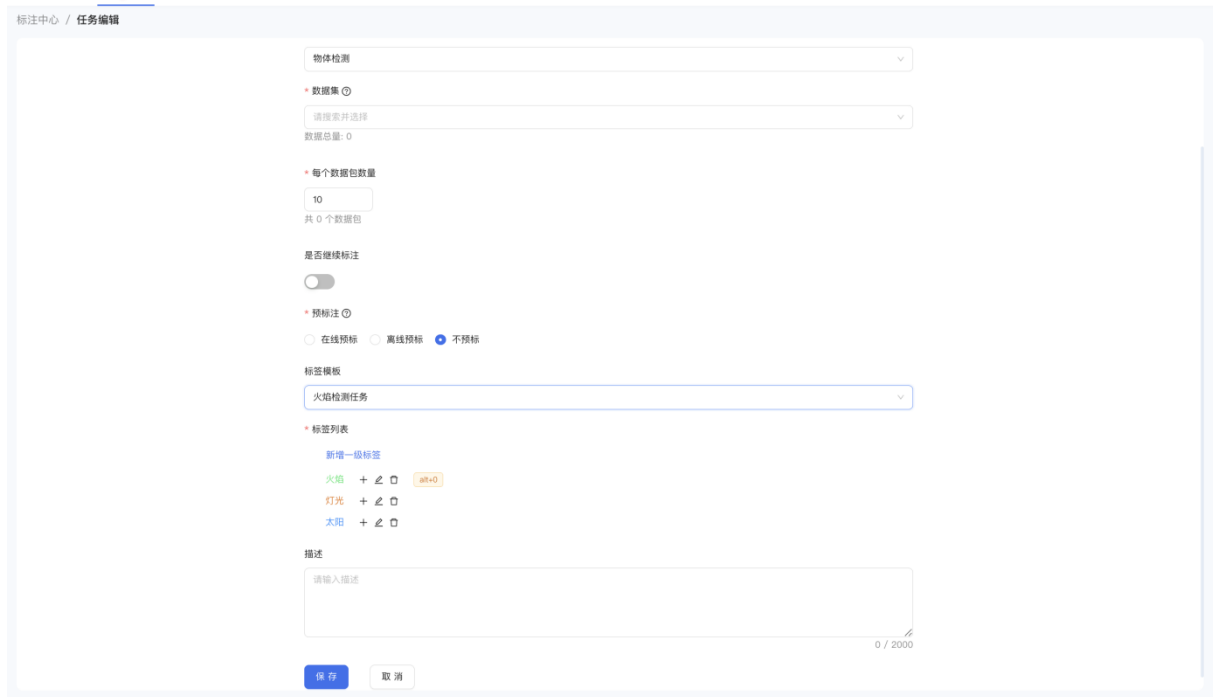 标注中心 / 任务编辑
物体检测
* 数据集
请搜索并选择
数据总量: 0
* 每个数据包数量
10
共 0 个数据包
是否继续标注
* 预标注
在线预标 离线预标 不预标
标签模板
火焰检测任务
* 标签列表
新增一级标签
火焰 alt+0
灯光
太阳
描述
请输入描述
0 / 2000
保 存 取 消